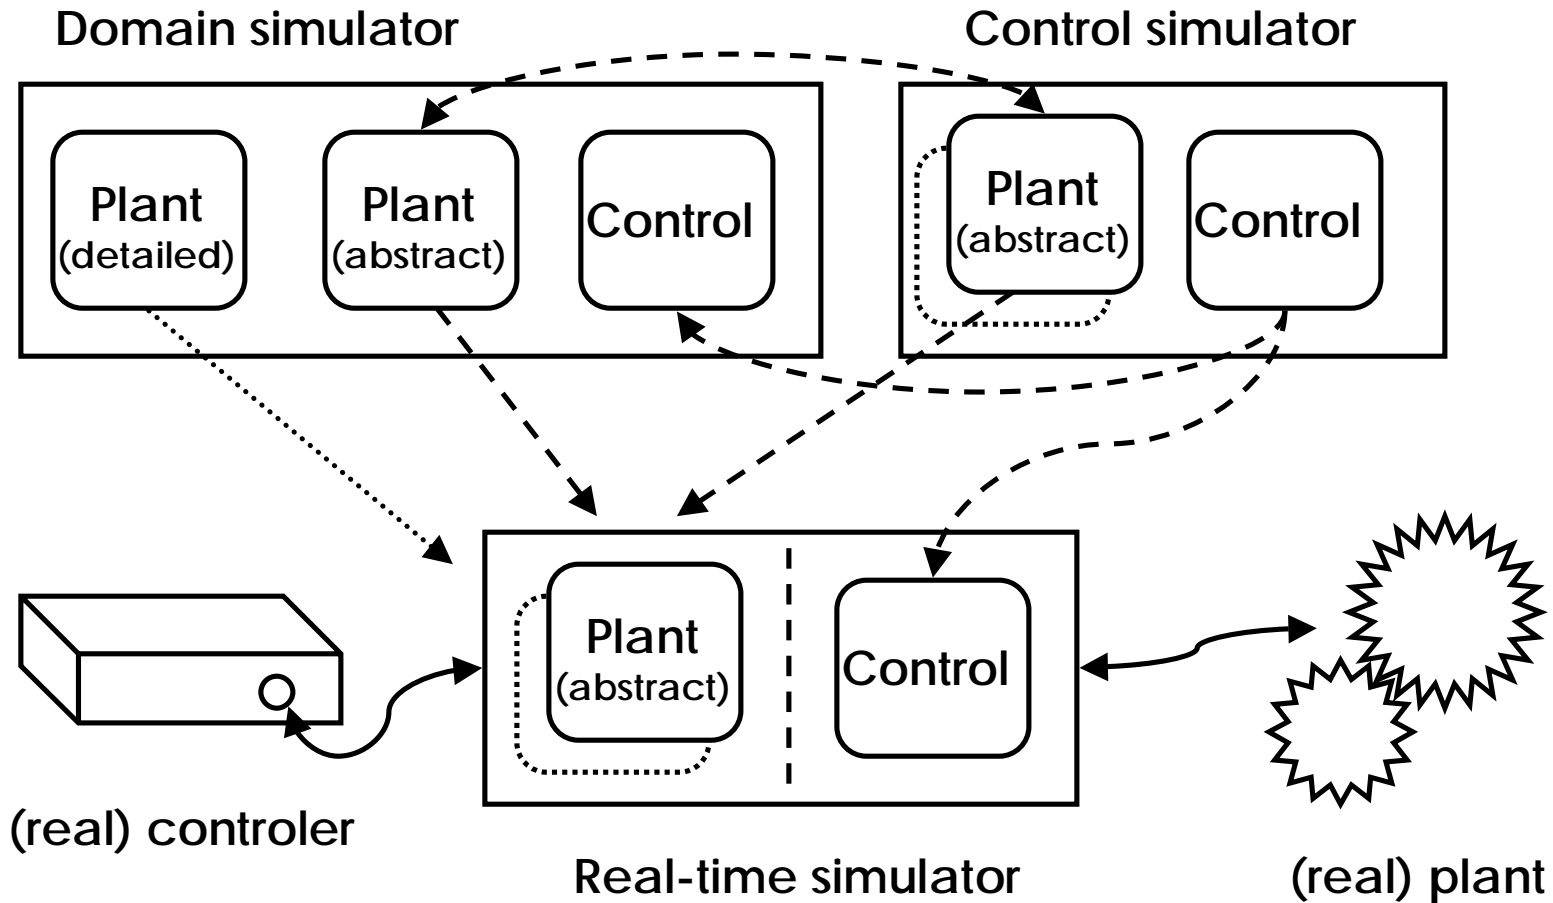 Domain simulator
Control simulator
Plant
(detailed)
Plant
(abstract)
Control
Plant
(abstract)
Control
Plant
(abstract)
Control
(real) controler
Real-time simulator
(real) plant